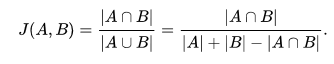 J(A, B) = |A ∩ B| / |A ∪ B| = |A ∩ B| / (|A| + |B| − |A ∩ B|).